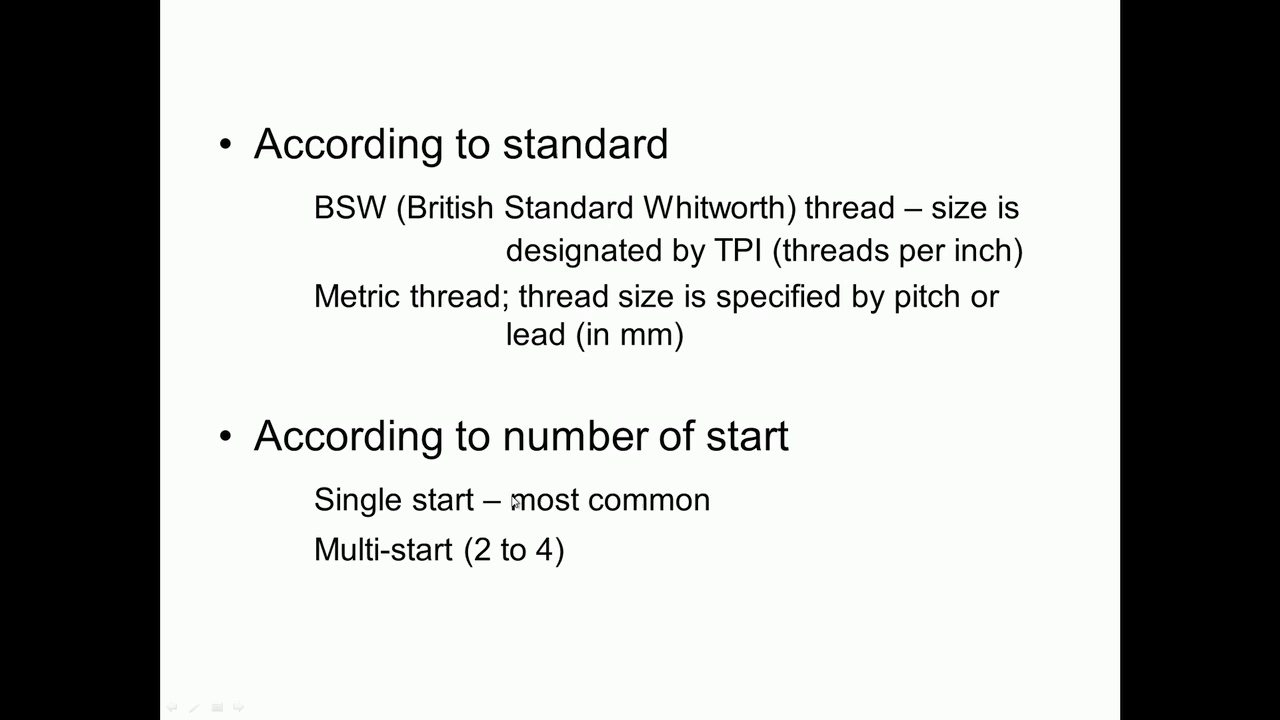 • According to standard
BSW (British Standard Whitworth) thread – size is
designated by TPI (threads per inch)
Metric thread; thread size is specified by pitch or
lead (in mm)
• According to number of start
Single start – most common
Multi-start (2 to 4)